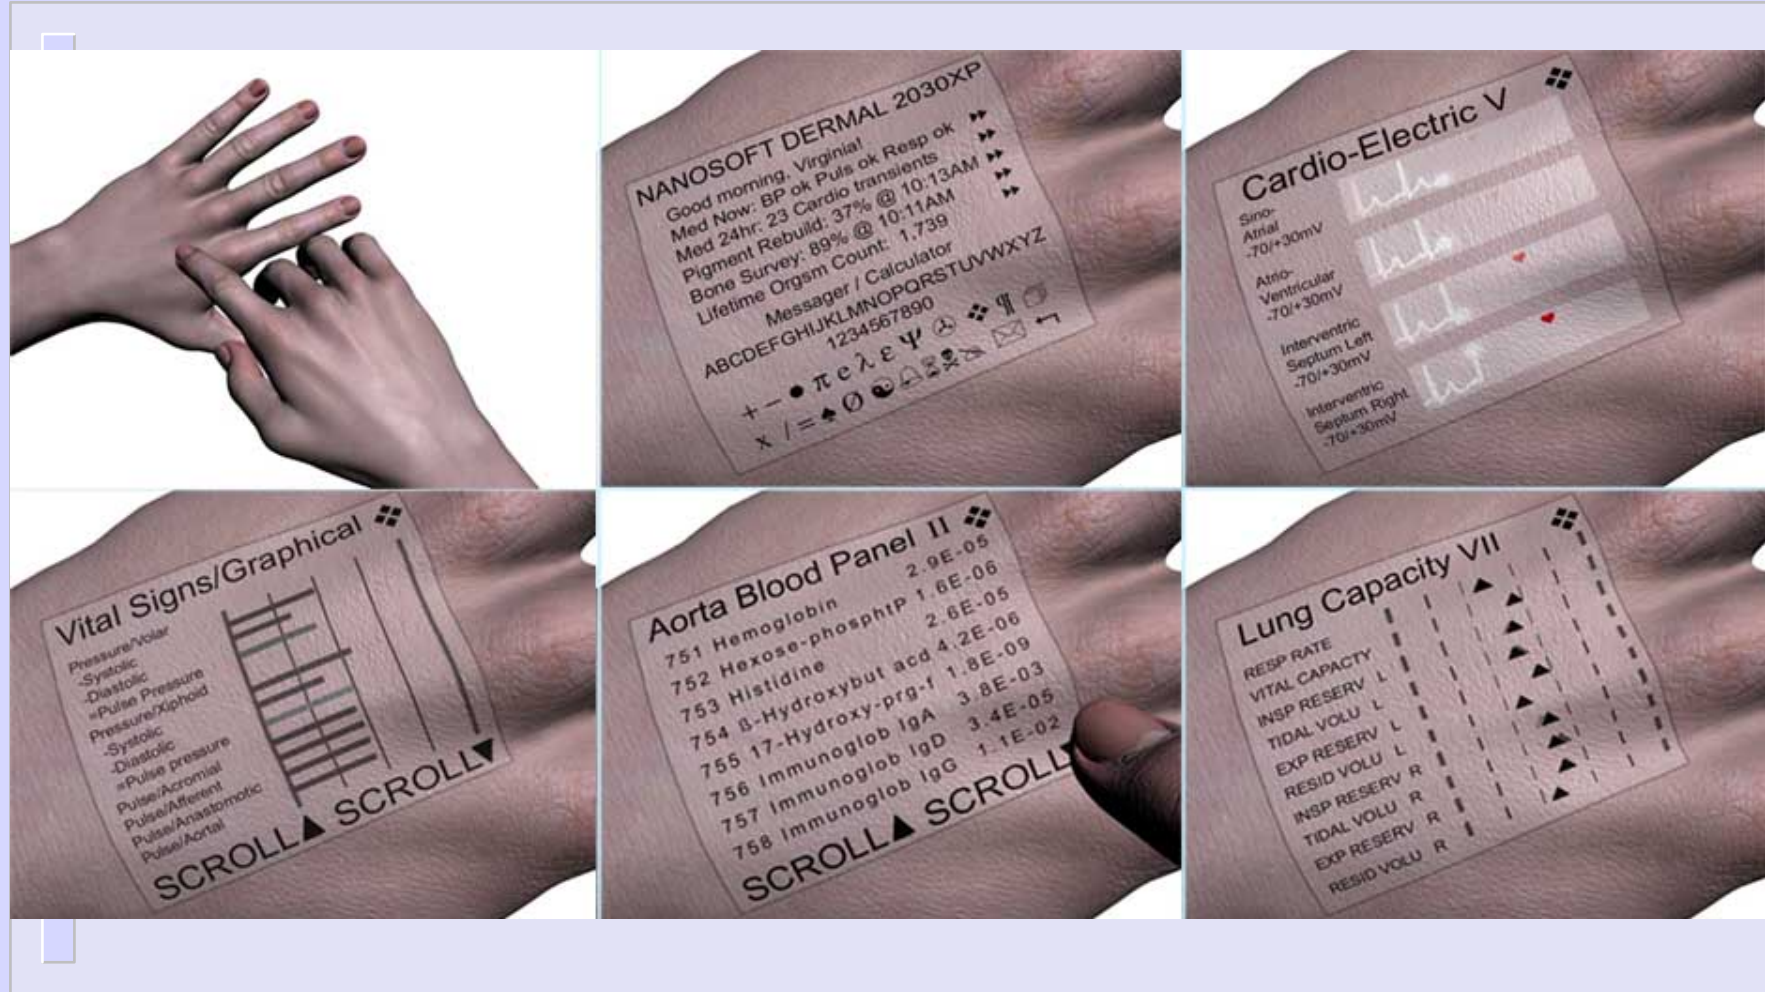 NANOSOFT DERMAL 2030XP
Good morning, Virginia!
Med Now: BP ok Puls ok Resp ok
Med 24hr: 23 Cardio transients
Pigment Rebuild: 37% @ 10:13AM
Bone Survey: 89% @ 10:11AM
Lifetime Orgsm Count: 1,739
Messager / Calculator
ABCDEFGHIJKLMNOPQRSTUVWXYZ
1234567890
+ − ● π e λ ε Ψ
x / = ♠ Ø ☯
Cardio-Electric V
Sino-
Atrial
-70/+30mV
Atrio-
Ventricular
-70/+30mV
Interventric
Septum Left
-70/+30mV
Interventric
Septum Right
-70/+30mV
Vital Signs/Graphical
Pressure/Volar
-Systolic
-Diastolic
=Pulse Pressure
Pressure/Xiphoid
-Systolic
-Diastolic
=Pulse pressure
Pulse/Acromial
Pulse/Afferent
Pulse/Anastomotic
Pulse/Aortal
SCROLL▲ SCROLL▼
Aorta Blood Panel II
751 Hemoglobin 2.9E-05
752 Hexose-phosphtP 1.6E-06
753 Histidine 2.6E-05
754 ß-Hydroxybut acd 4.2E-06
755 17-Hydroxy-prg-f 1.8E-09
756 Immunoglob IgA 3.8E-03
757 Immunoglob IgD 3.4E-05
758 Immunoglob IgG 1.1E-02
SCROLL▲ SCROLL
Lung Capacity VII
RESP RATE
VITAL CAPACTY
INSP RESERV L
TIDAL VOLU L
EXP RESERV L
RESID VOLU L
INSP RESERV R
TIDAL VOLU R
EXP RESERV R
RESID VOLU R